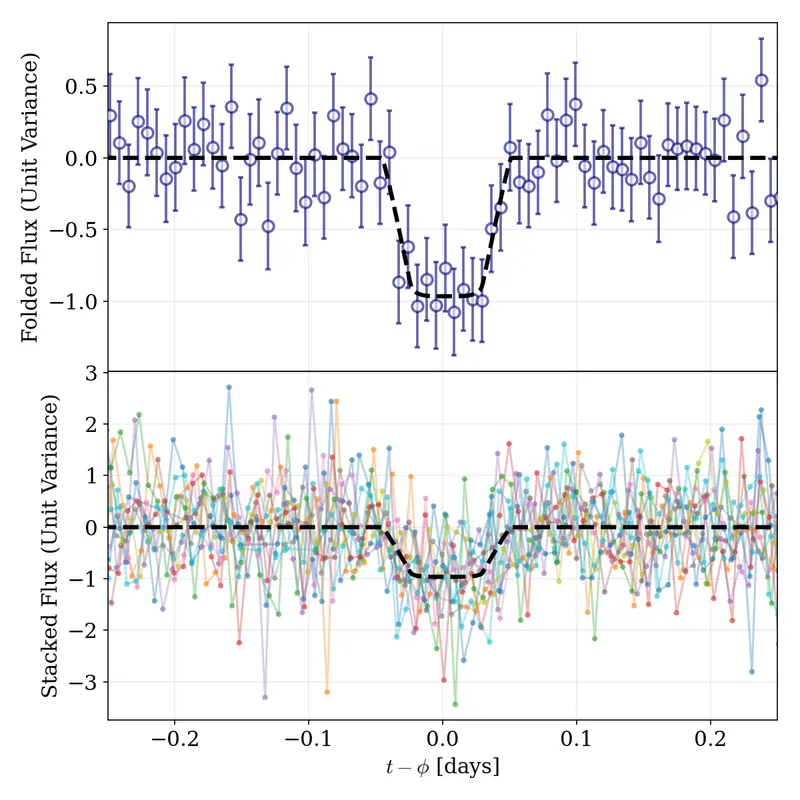 Folded Flux (Unit Variance)
0.5
0.0
−0.5
−1.0
Stacked Flux (Unit Variance)
3
2
1
0
−1
−2
−3
−0.2 −0.1 0.0 0.1 0.2
t − ϕ [days]